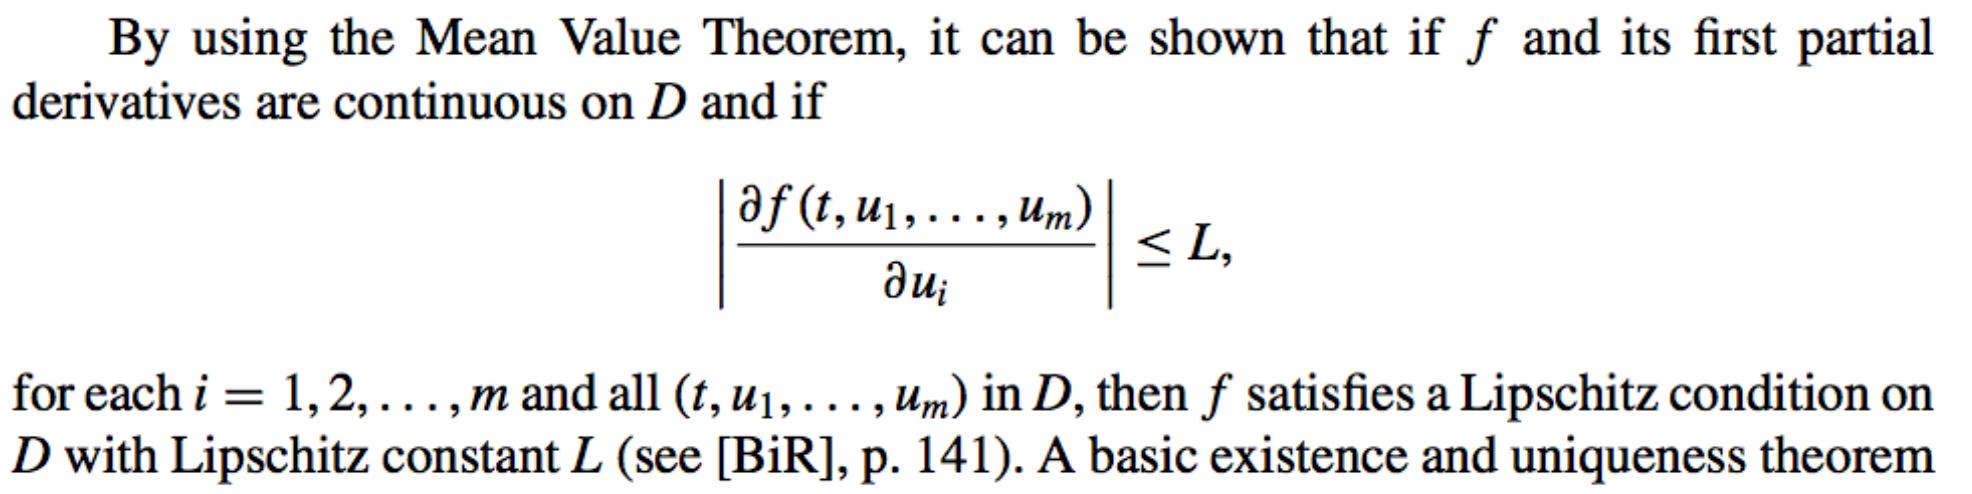 By using the Mean Value Theorem, it can be shown that if f and its first partial
derivatives are continuous on D and if
|∂f(t, u₁, . . . , uₘ) / ∂uᵢ| ≤ L,
for each i = 1, 2, . . . , m and all (t, u₁, . . . , uₘ) in D, then f satisfies a Lipschitz condition on
D with Lipschitz constant L (see [BiR], p. 141). A basic existence and uniqueness theorem